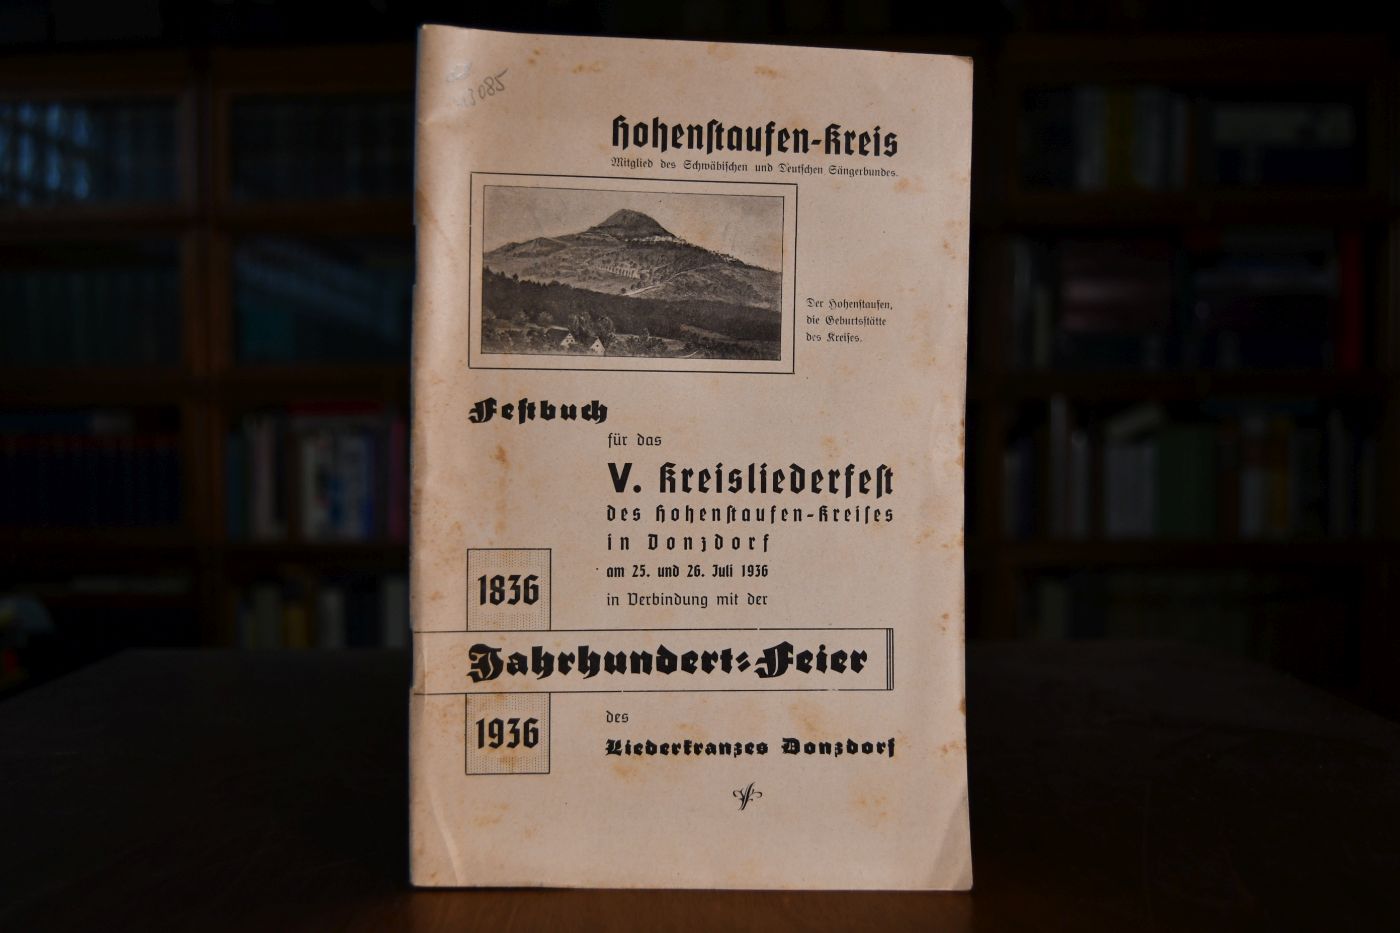 Hohenstaufen-Kreis
Mitglied des Schwäbischen und Deutschen Sängerbundes.
Der Hohenstaufen,
die Geburtsstätte
des Kreises.
Festbuch
für das
V. Kreisliederfest
des Hohenstaufen-Kreises
in Donzdorf
am 25. und 26. Juli 1936
in Verbindung mit der
1836
Jahrhundert-Feier
1936
des
Liederkranzes Donzdorf